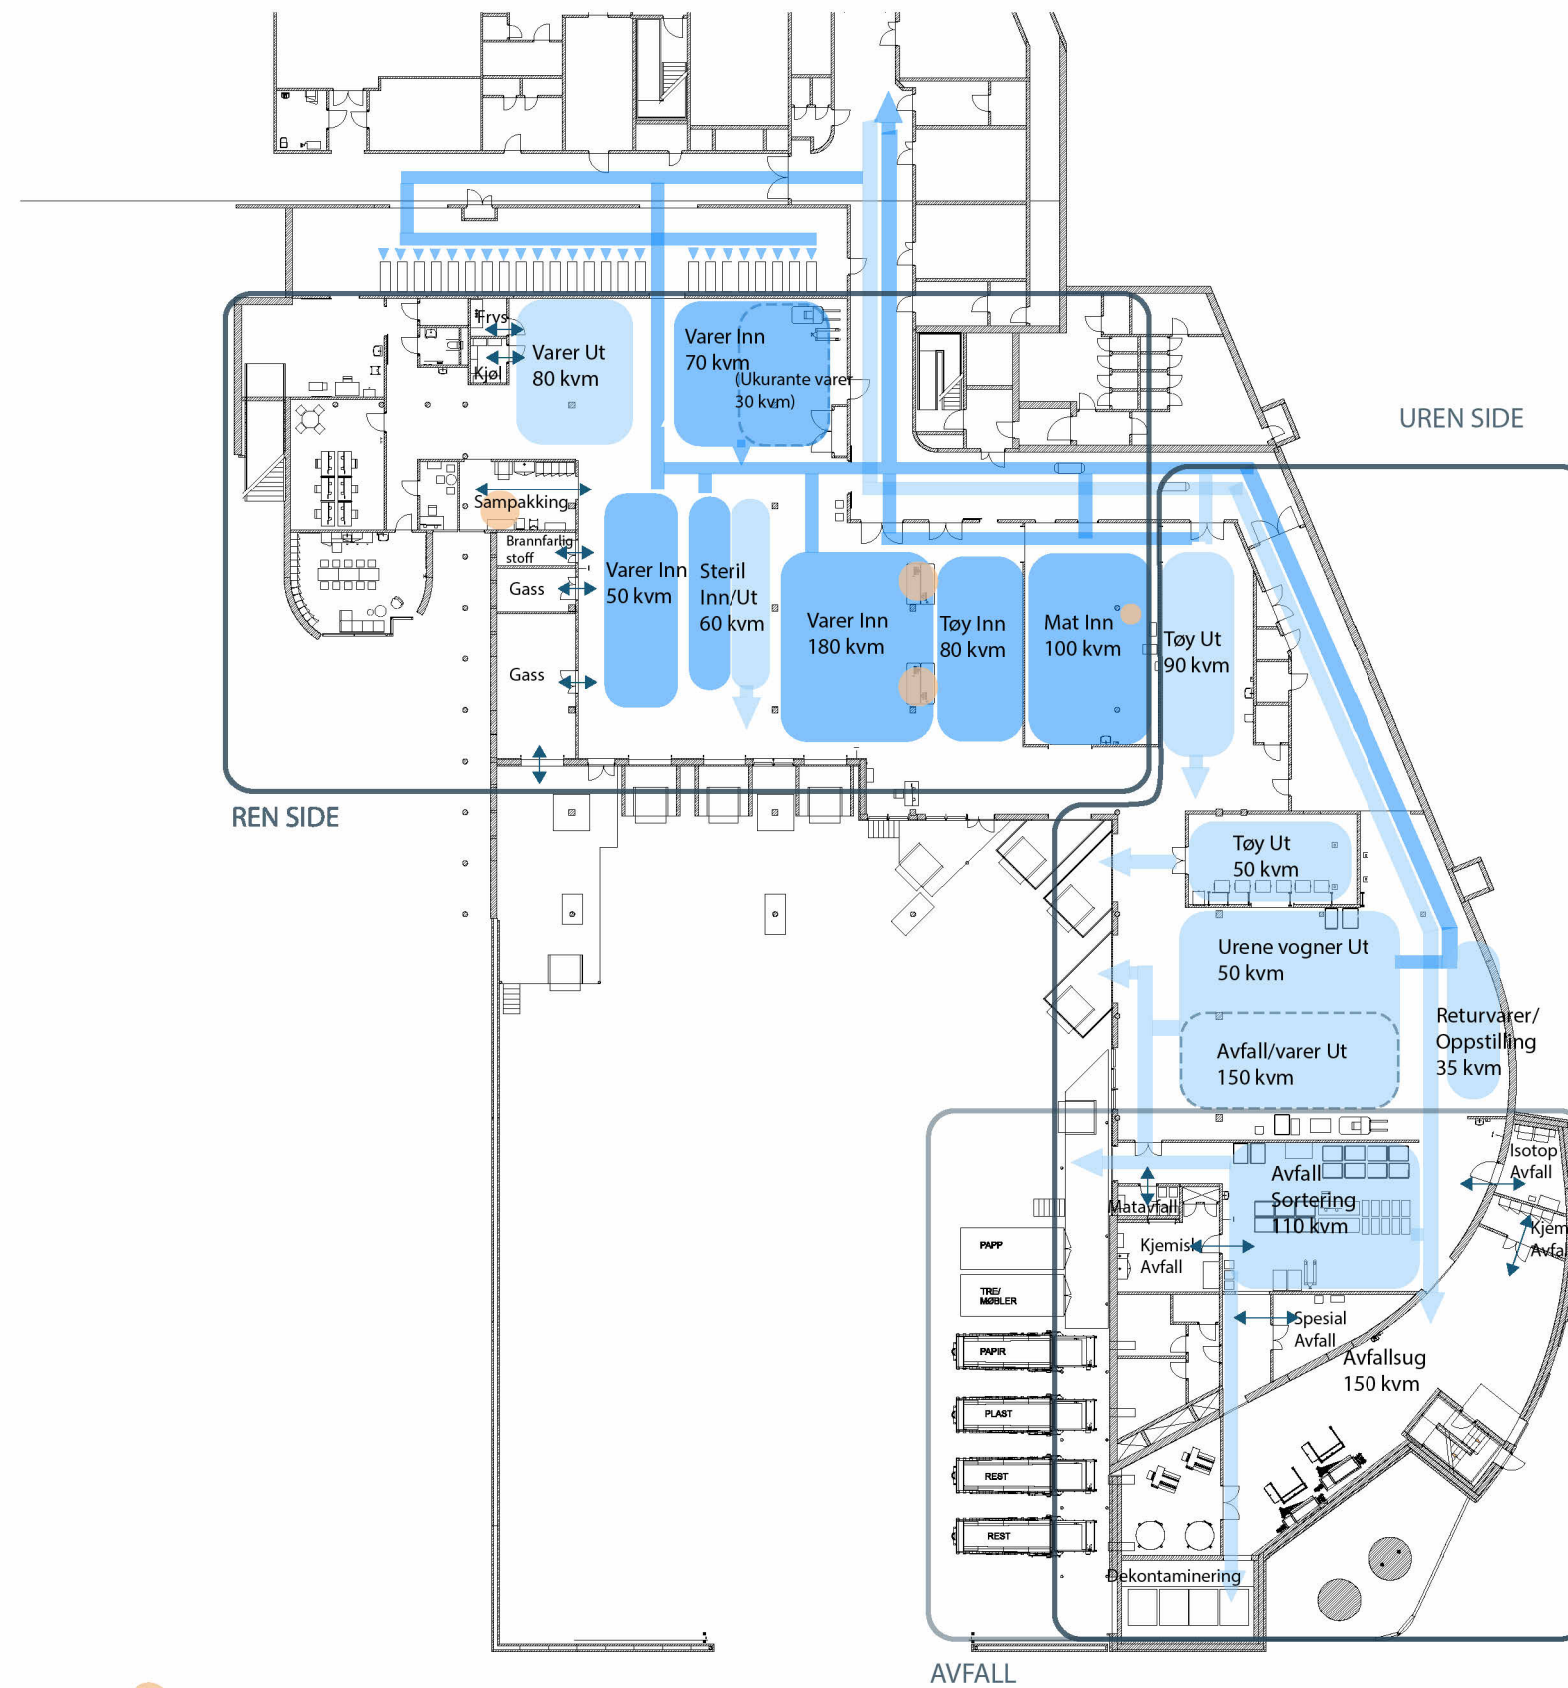 Frys
Kjøl
Varer Ut
80 kvm
Varer Inn
70 kvm
(Ukurante varer
30 kvm)
UREN SIDE
Sampakking
Brannfarlig
stoff
Gass
Gass
Varer Inn
50 kvm
Steril
Inn/Ut
60 kvm
Varer Inn
180 kvm
Tøy Inn
80 kvm
Mat Inn
100 kvm
Tøy Ut
90 kvm
REN SIDE
Tøy Ut
50 kvm
Urene vogner Ut
50 kvm
Avfall/varer Ut
150 kvm
Returvarer/
Oppstilling
35 kvm
Isotop
Avfall
Kjem
Avfa
Avfall
Sortering
110 kvm
Matavfall
Kjemisk
Avfall
Spesial
Avfall
Avfallsug
150 kvm
PAPP
TRE/
MØBLER
PAPIR
PLAST
REST
REST
Dekontaminering
AVFALL